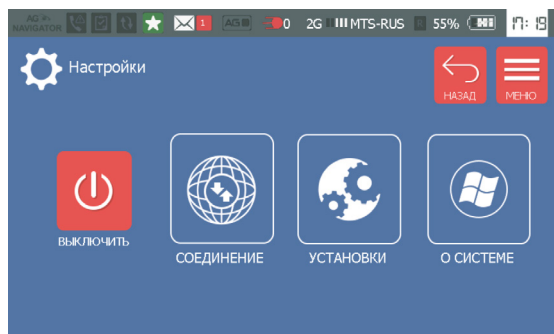 AG
NAVIGATOR
1
AG
0
2G
MTS-RUS
55%
17:19
Настройки
НАЗАД
МЕНЮ
ВЫКЛЮЧИТЬ
СОЕДИНЕНИЕ
УСТАНОВКИ
О СИСТЕМЕ